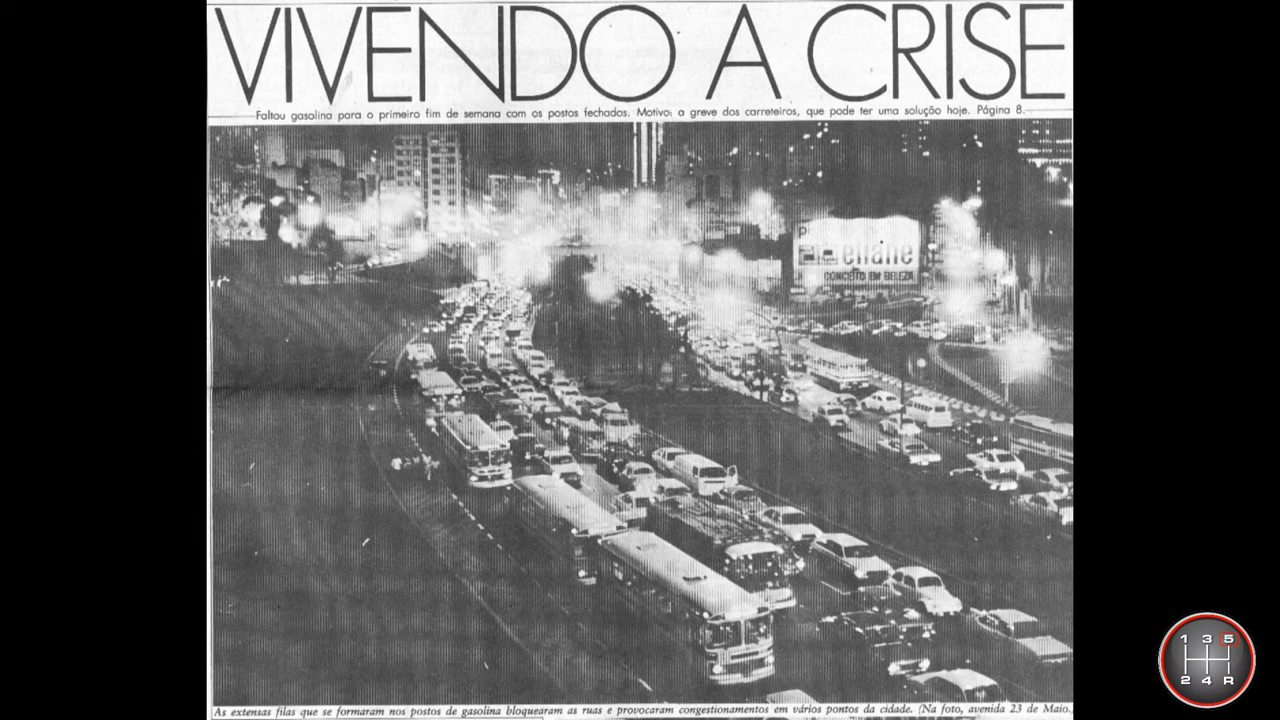 VIVENDO A CRISE
Faltou gasolina para o primeiro fim de semana com os postos fechados. Motivo: a greve dos carreteiros, que pode ter uma solução hoje. Página 8.
eliane
CONCEITO EM BELEZA
As extensas filas que se formaram nos postos de gasolina bloquearam as ruas e provocaram congestionamentos em vários pontos da cidade. (Na foto, avenida 23 de Maio.
1 3 5
2 4 R